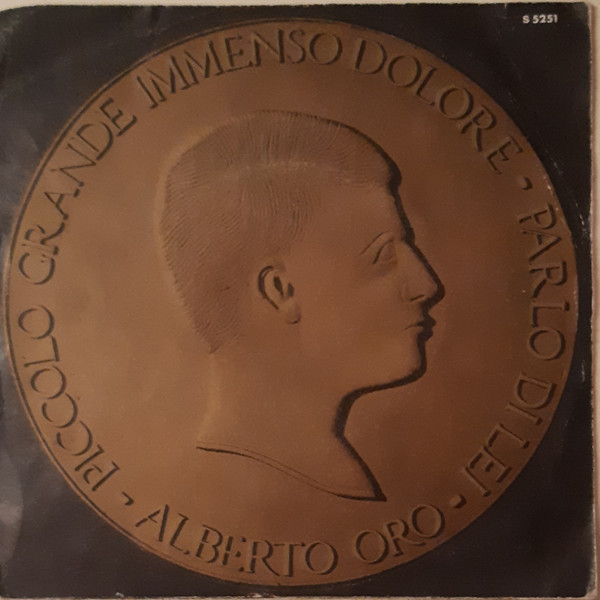 S 5251
PICCOLO GRANDE IMMENSO DOLORE - PARLO DI LEI -
ALBERTO ORO -